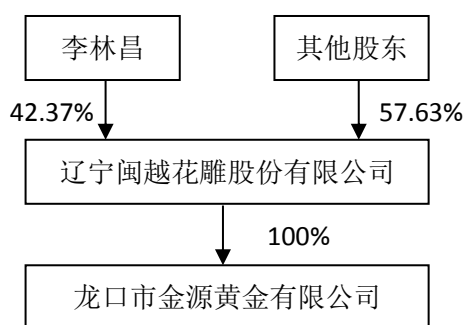 李林昌
其他股东
42.37%
57.63%
辽宁闽越花雕股份有限公司
100%
龙口市金源黄金有限公司